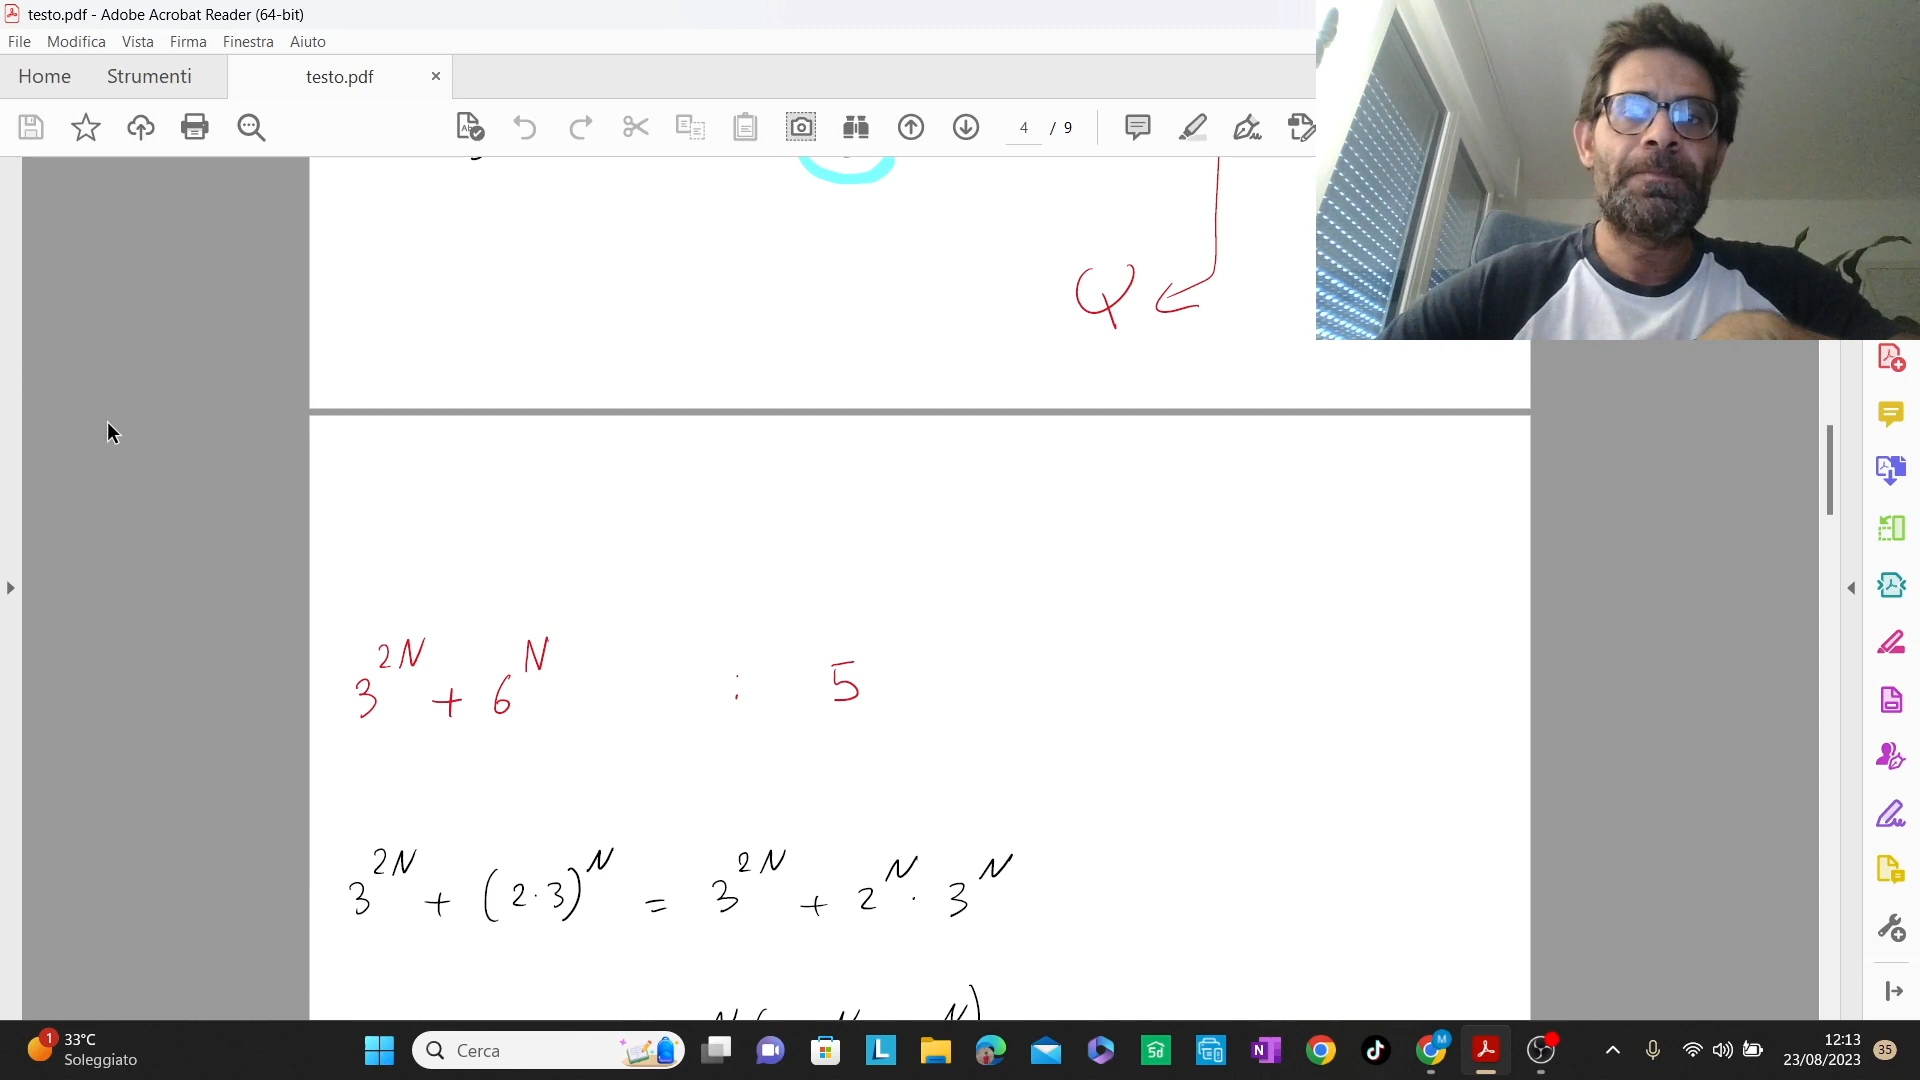 testo.pdf - Adobe Acrobat Reader (64-bit)
File Modifica Vista Firma Finestra Aiuto
Home Strumenti testo.pdf ×
4 / 9
Q
3^{2N} + 6^N : 5
3^{2N} + (2·3)^N = 3^{2N} + 2^N · 3^N
1 33°C
Soleggiato
Cerca
12:13
23/08/2023
35